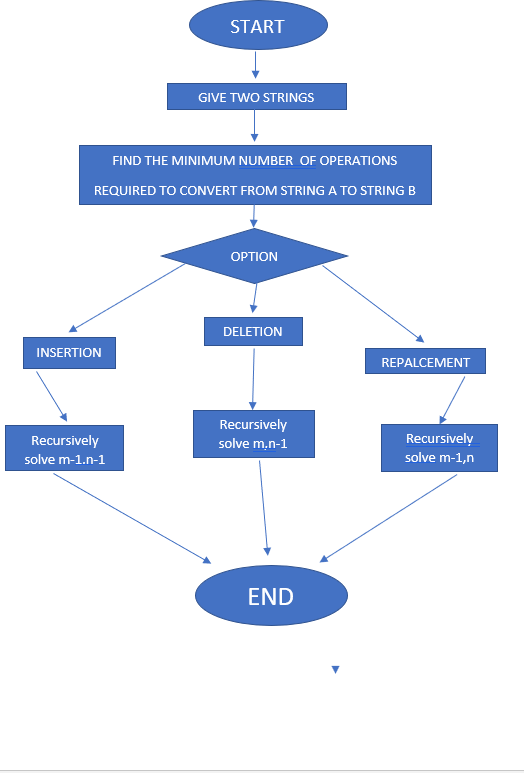 START
GIVE TWO STRINGS
FIND THE MINIMUM NUMBER OF OPERATIONS
REQUIRED TO CONVERT FROM STRING A TO STRING B
OPTION
INSERTION
DELETION
REPALCEMENT
Recursively
solve m-1.n-1
Recursively
solve m,n-1
Recursively
solve m-1,n
END